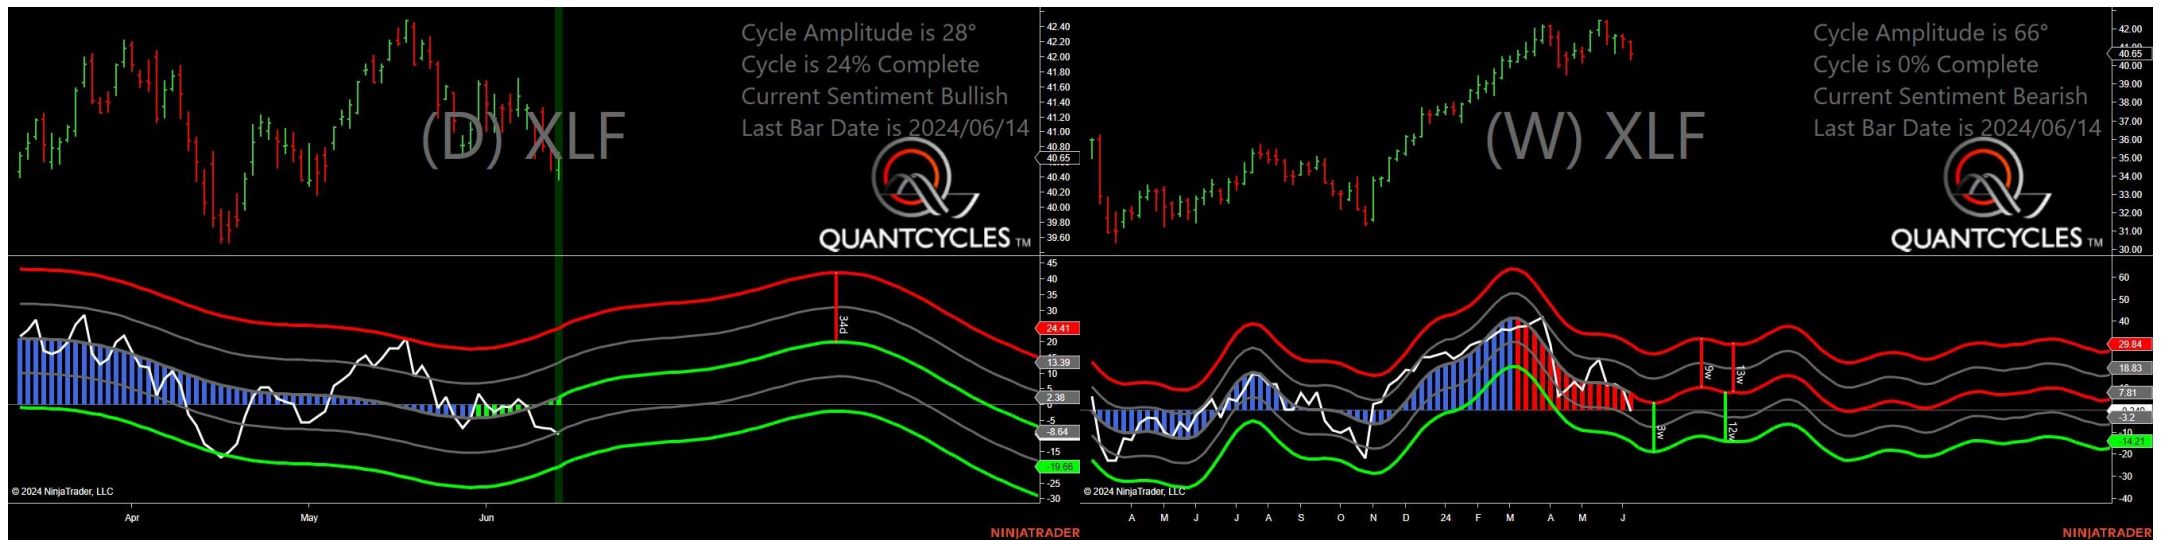 Cycle Amplitude is 28°
Cycle is 24% Complete
Current Sentiment Bullish
Last Bar Date is 2024/06/14
(D) XLF
QUANTCYCLES TM
42.40
42.20
42.00
41.80
41.60
41.40
41.20
41.00
40.80
40.65
40.40
40.20
40.00
39.80
39.60
45
40
35
30
24.41
20
13.39
10
5
2.38
0
-5
-8.64
-15
-19.66
-25
-30
34d
© 2024 NinjaTrader, LLC
Apr
May
Jun
NINJATRADER
Cycle Amplitude is 66°
Cycle is 0% Complete
Current Sentiment Bearish
Last Bar Date is 2024/06/14
(W) XLF
QUANTCYCLES TM
42.00
40.65
40.00
38.00
37.00
36.00
35.00
34.00
33.00
32.00
31.00
30.00
60
50
40
29.84
18.83
7.81
-3.2
-14.21
-20
-30
-40
9w
13w
3w
12w
© 2024 NinjaTrader, LLC
A
M
J
J
A
S
O
N
D
24
F
M
A
M
J
NINJATRADER